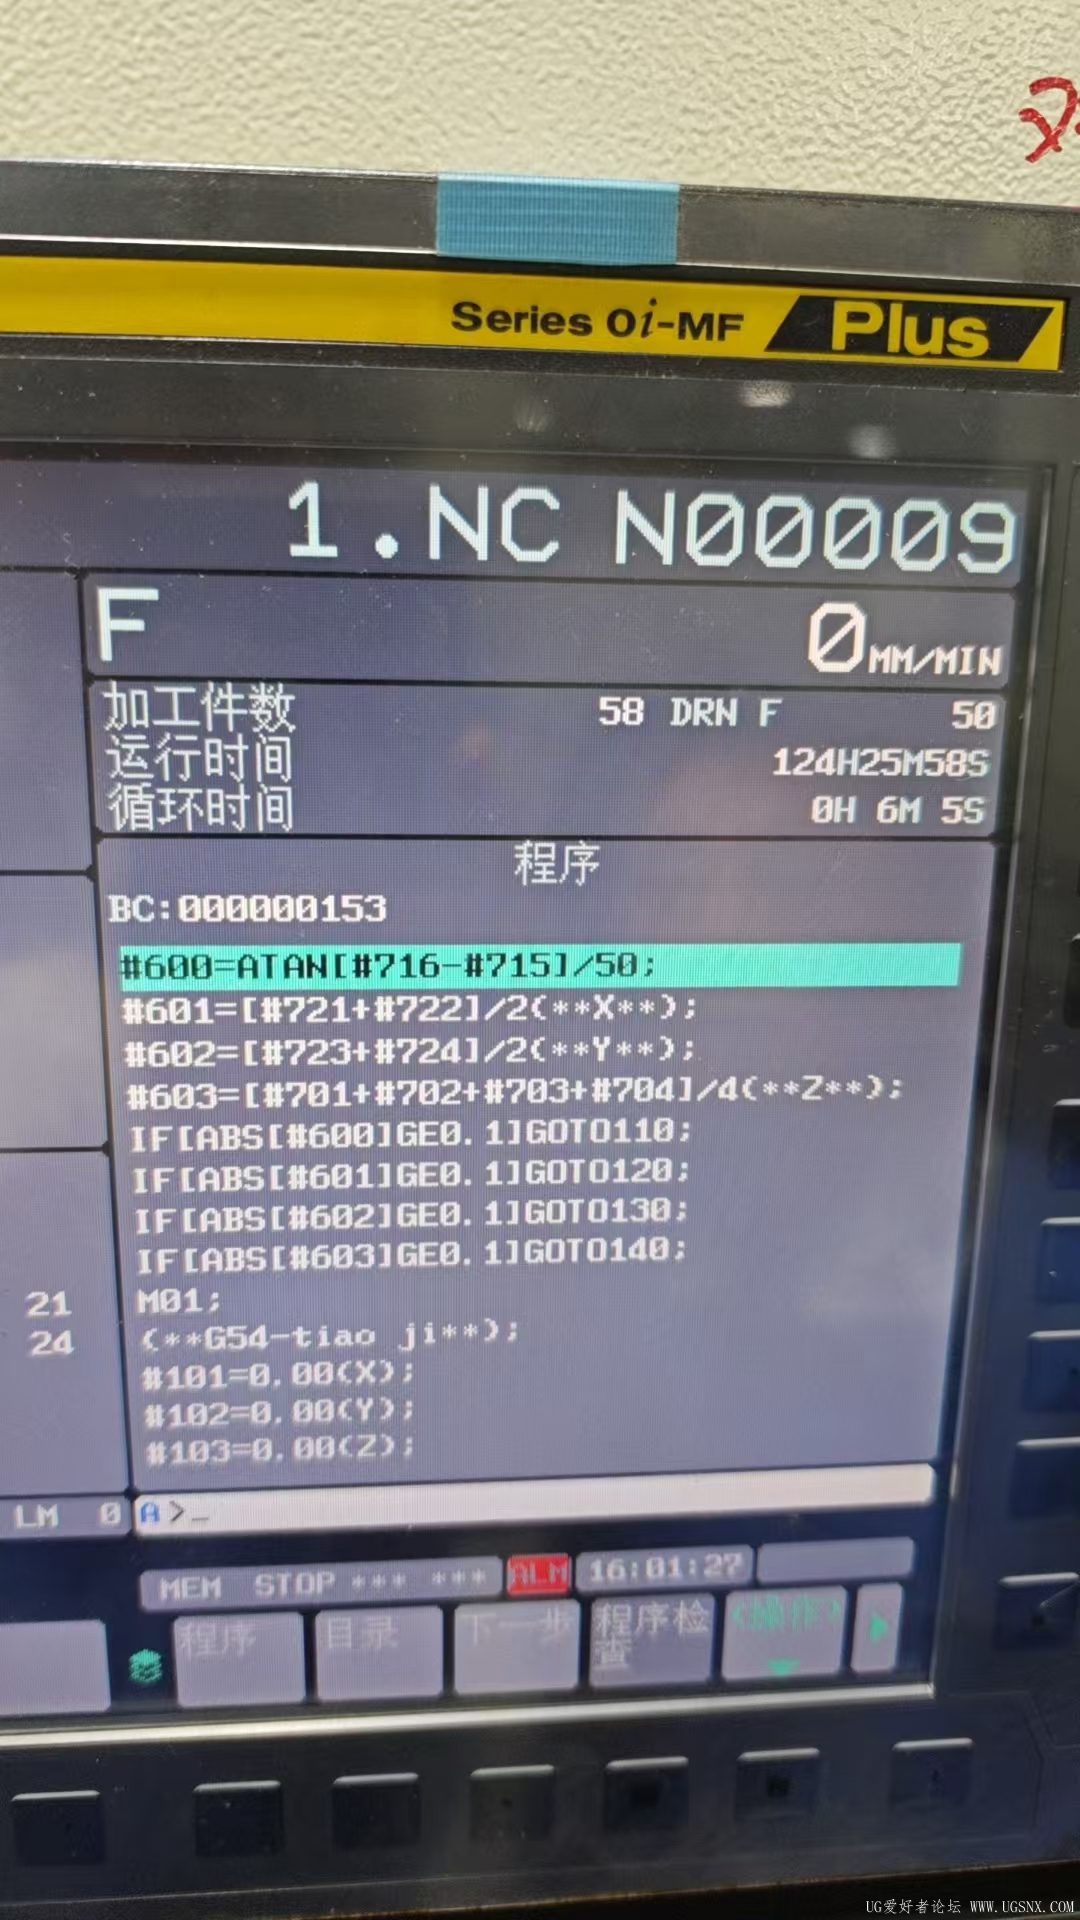 Series 0i-MF Plus
1.NC N00009
F 0 MM/MIN
加工件数 58 DRN F 50
运行时间 124H25M58S
循环时间 0H 6M 5S
程序
BC:000000153
#600=ATAN[#716-#715]/50;
#601=[#721+#722]/2(**X**);
#602=[#723+#724]/2(**Y**);
#603=[#701+#702+#703+#704]/4(**Z**);
IF[ABS[#600]GE0.1]GOTO110;
IF[ABS[#601]GE0.1]GOTO120;
IF[ABS[#602]GE0.1]GOTO130;
IF[ABS[#603]GE0.1]GOTO140;
21 M01;
24 (**G54-tiao ji**);
#101=0.00(X);
#102=0.00(Y);
#103=0.00(Z);
LM 0 A>_
MEM STOP *** *** ALM 16:01:27
程序 目录 下一步 程序检查 (操作)
UG爱好者论坛 WWW.UGSNX.COM